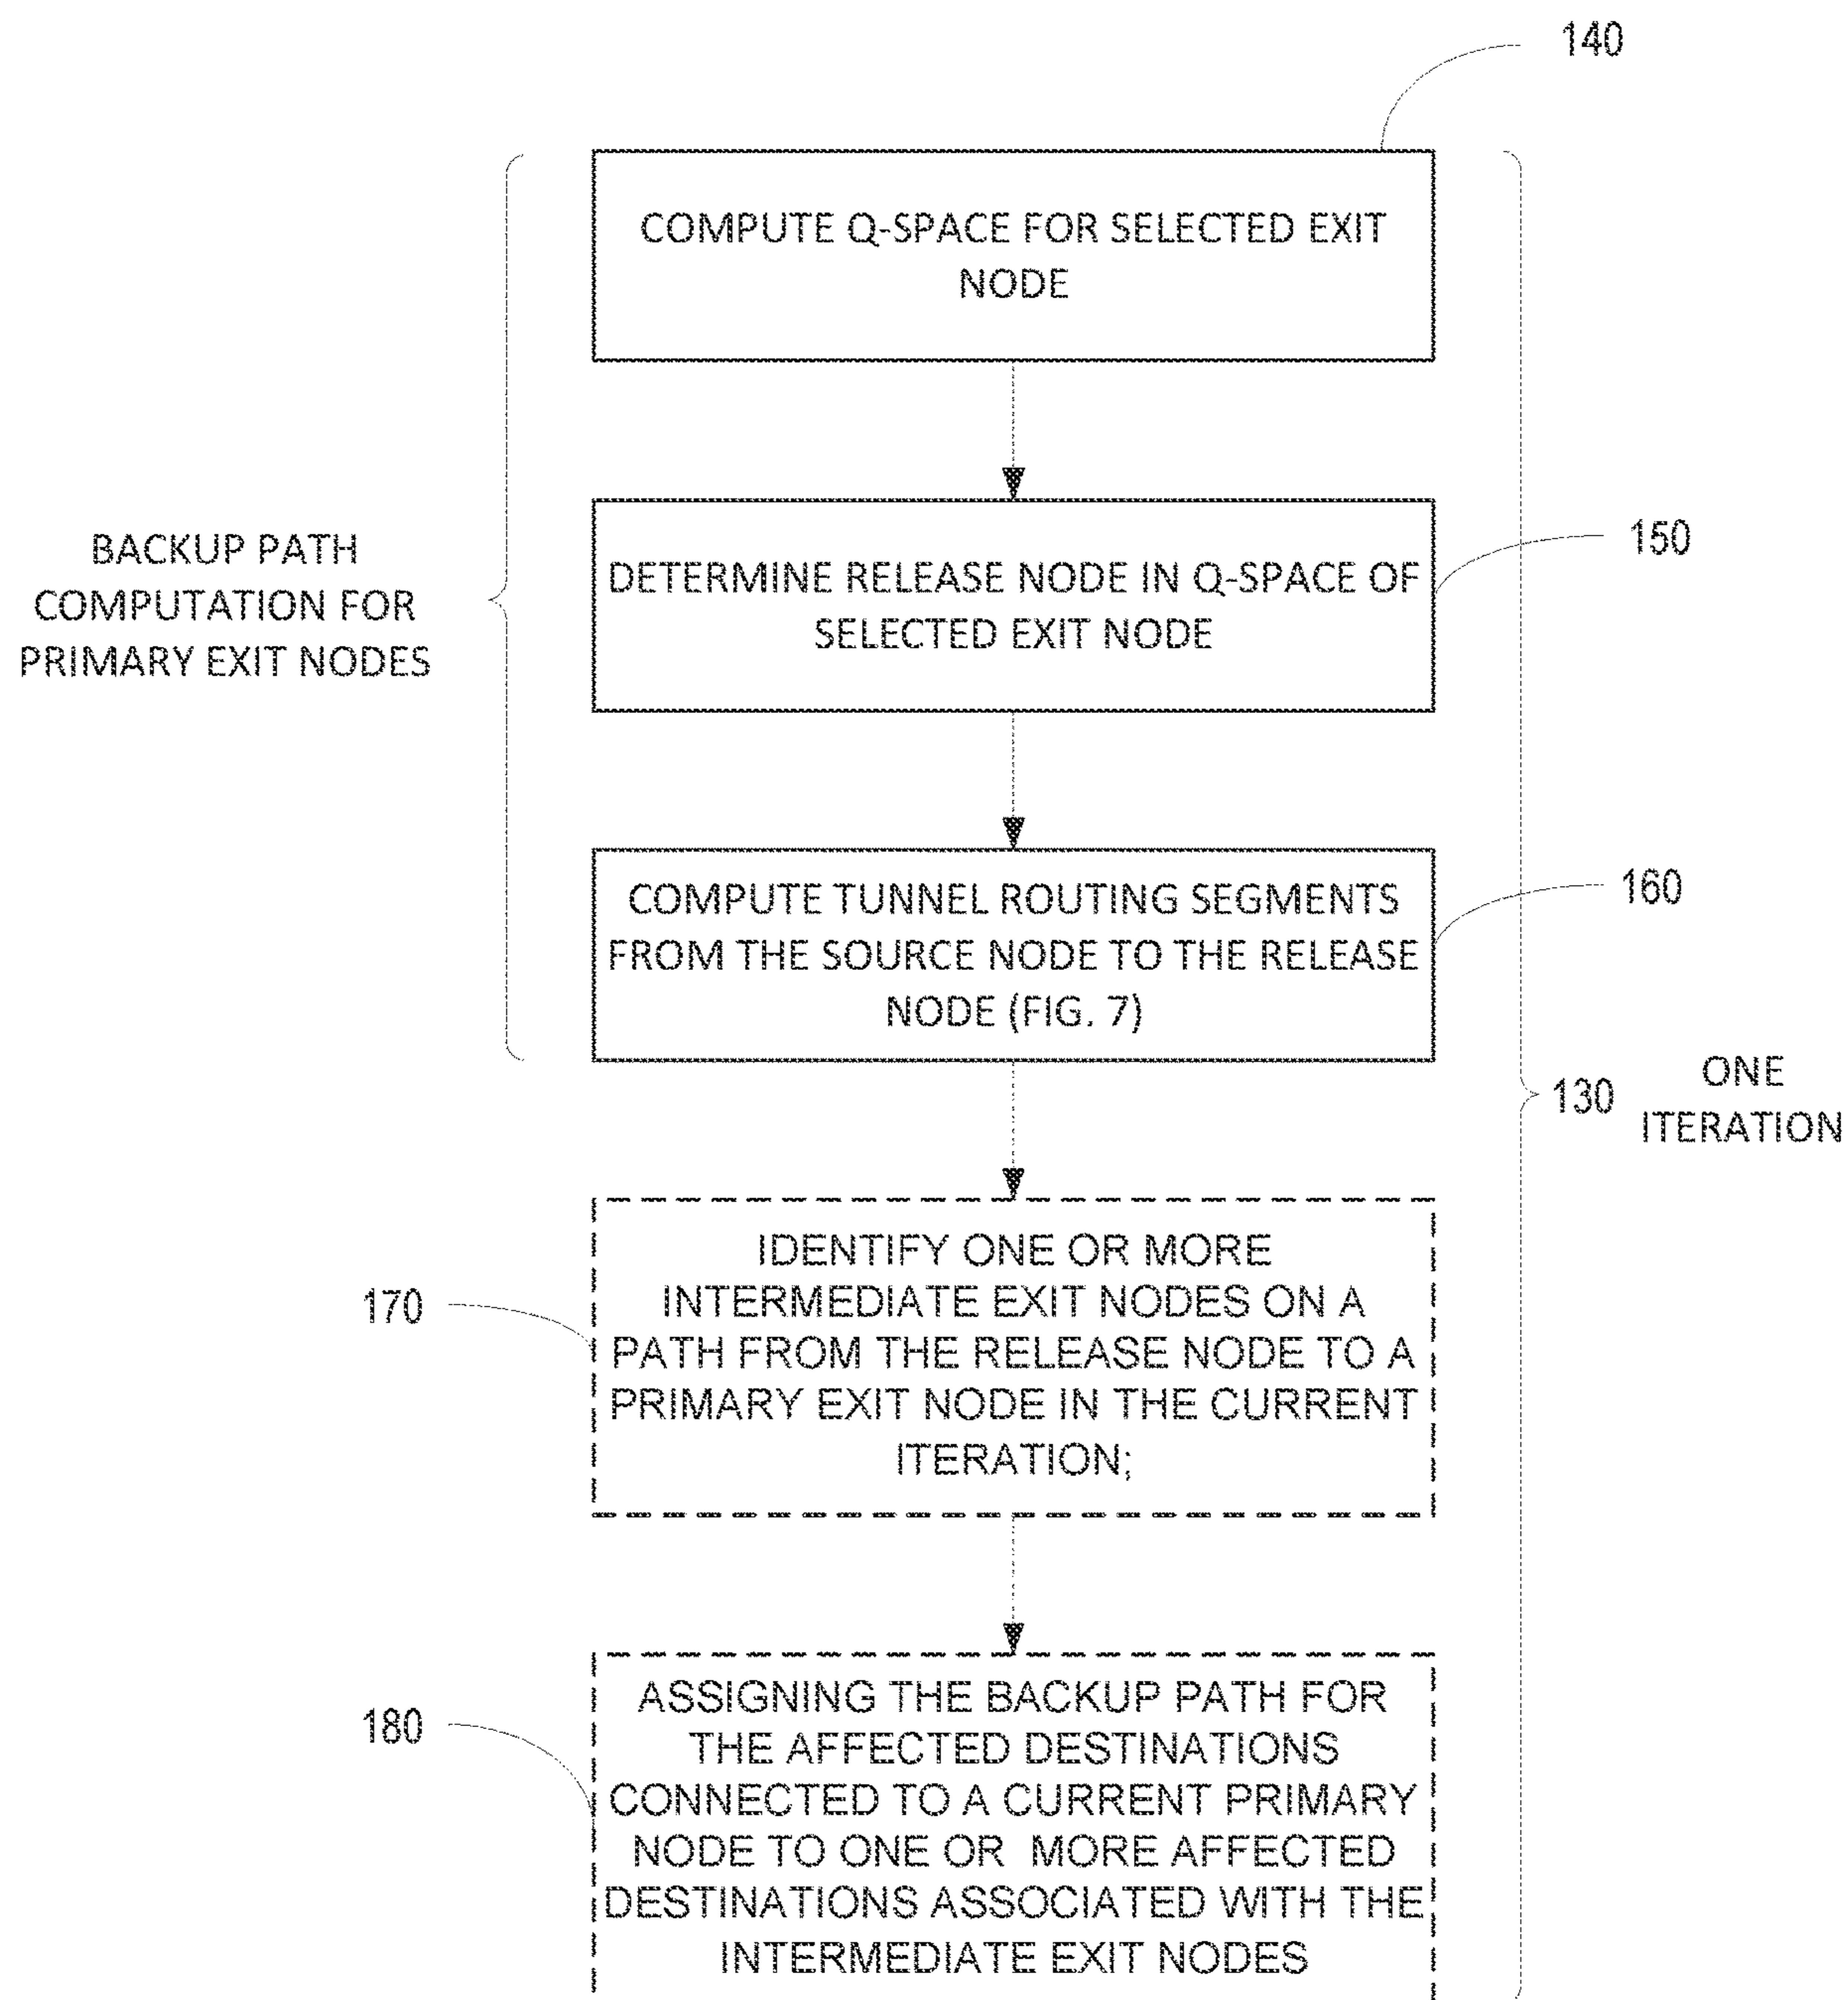 140
COMPUTE Q-SPACE FOR SELECTED EXIT
NODE
BACKUP PATH
COMPUTATION FOR
PRIMARY EXIT NODES
150
DETERMINE RELEASE NODE IN Q-SPACE OF
SELECTED EXIT NODE
160
COMPUTE TUNNEL ROUTING SEGMENTS
FROM THE SOURCE NODE TO THE RELEASE
NODE (FIG. 7)
130
ONE
ITERATION
170
IDENTIFY ONE OR MORE
INTERMEDIATE EXIT NODES ON A
PATH FROM THE RELEASE NODE TO A
PRIMARY EXIT NODE IN THE CURRENT
ITERATION;
180
ASSIGNING THE BACKUP PATH FOR
THE AFFECTED DESTINATIONS
CONNECTED TO A CURRENT PRIMARY
NODE TO ONE OR MORE AFFECTED
DESTINATIONS ASSOCIATED WITH THE
INTERMEDIATE EXIT NODES